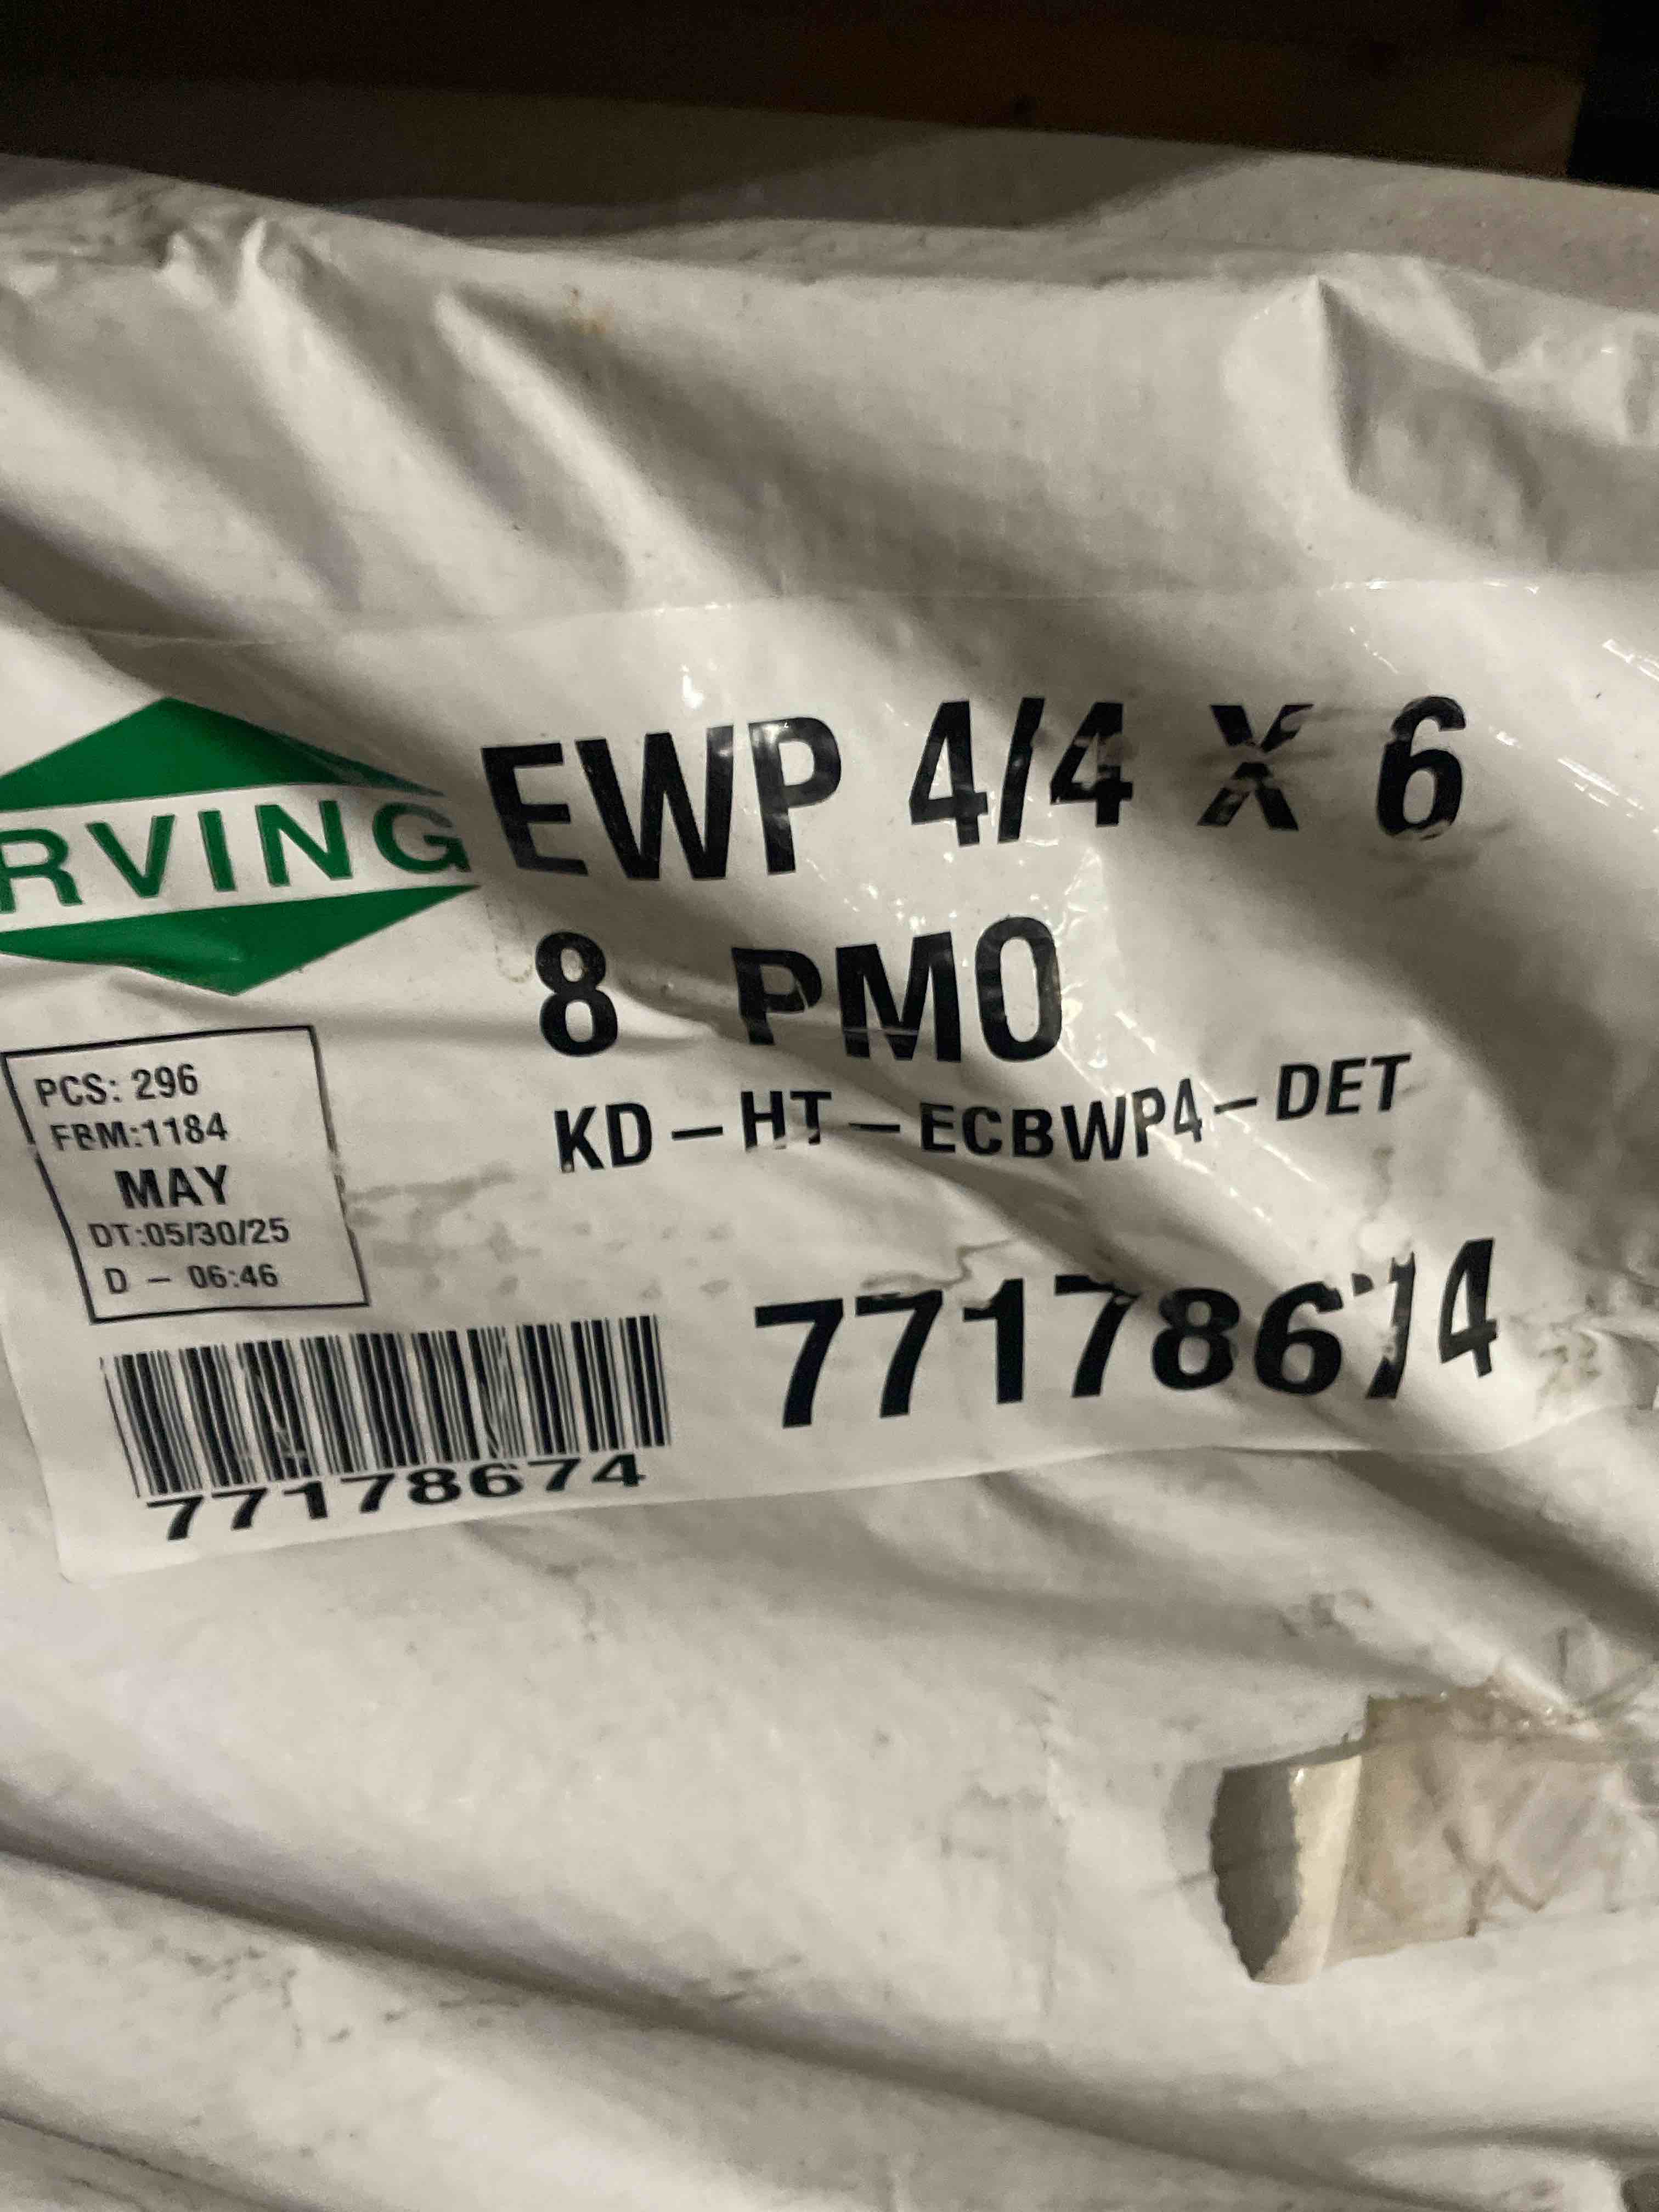 RVING
EWP 4/4 X 6
8 PMO
KD-HT-ECBWP4-DET
PCS: 296
FBM:1184
MAY
DT:05/30/25
D - 06:46
77178674
77178674